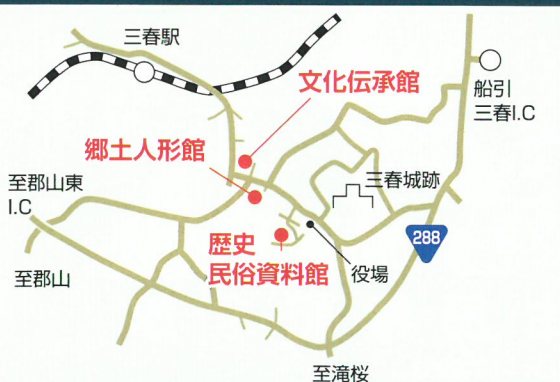 三春駅
文化伝承館
船引
三春I.C
郷土人形館
至郡山東
I.C
三春城跡
288
歴史
民俗資料館
役場
至郡山
至滝桜